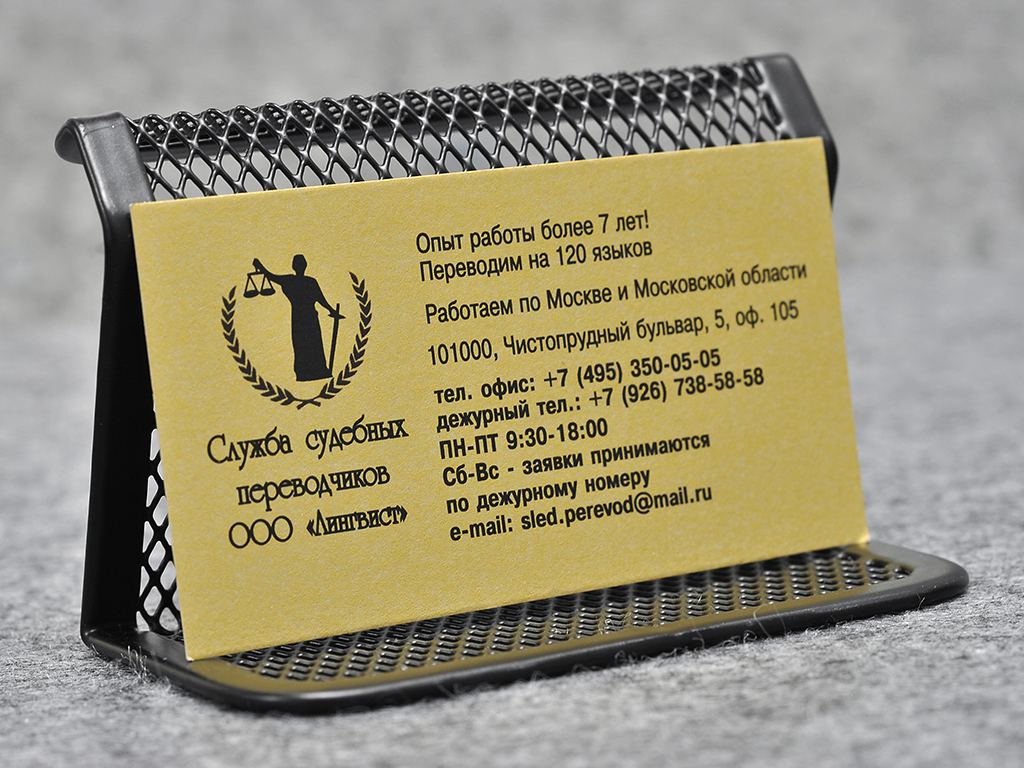 Служба судебных
переводчиков
ООО «Лингвист»
Опыт работы более 7 лет!
Переводим на 120 языков
Работаем по Москве и Московской области
101000, Чистопрудный бульвар, 5, оф. 105
тел. офис: +7 (495) 350-05-05
дежурный тел.: +7 (926) 738-58-58
ПН-ПТ 9:30-18:00
Сб-Вс - заявки принимаются
по дежурному номеру
e-mail: sled.perevod@mail.ru